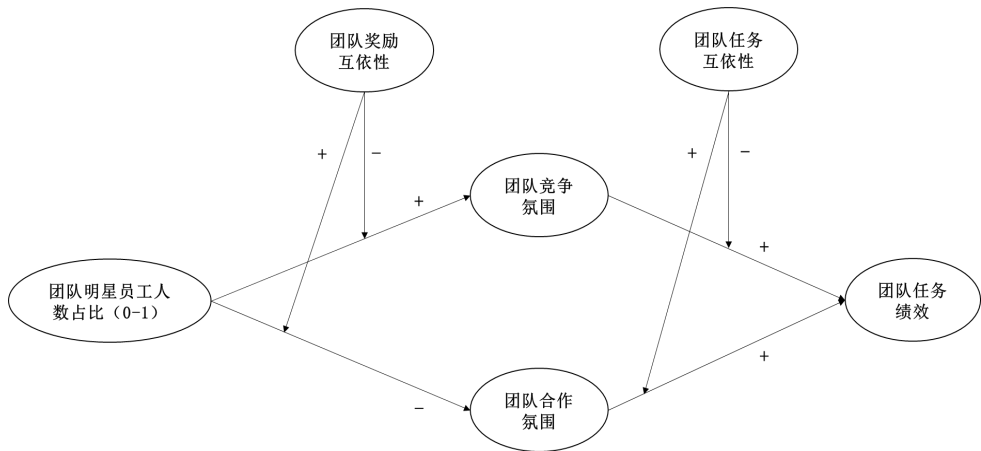 团队奖励
互依性
团队任务
互依性
+
−
+
−
团队竞争
氛围
+
+
团队明星员工人
数占比（0-1）
团队任务
绩效
+
−
团队合作
氛围